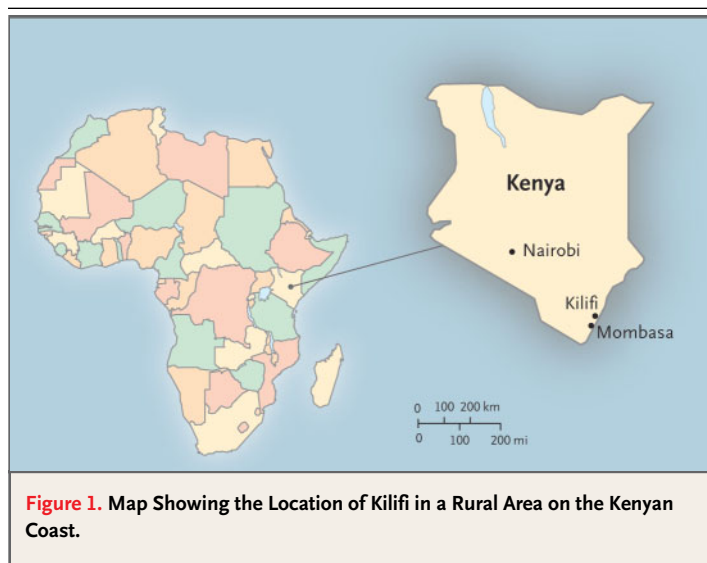 Kenya
Nairobi
Kilifi
Mombasa
0 100 200 km
0 100 200 mi
Figure 1. Map Showing the Location of Kilifi in a Rural Area on the Kenyan
Coast.